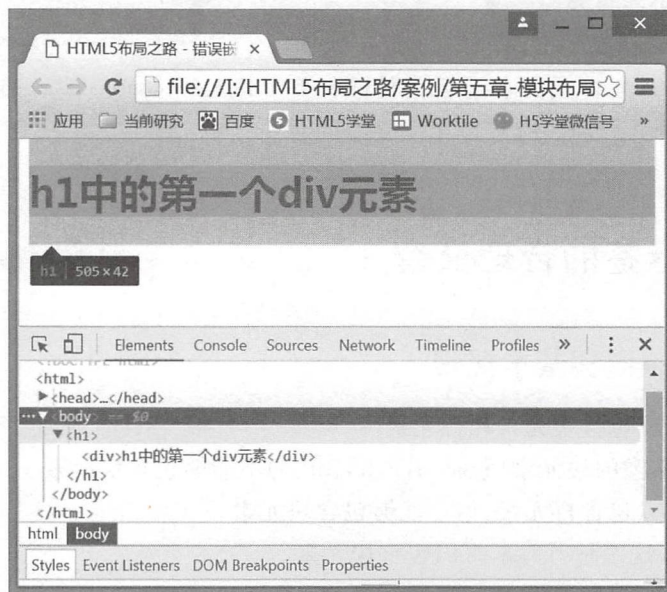 HTML5布局之路 - 错误嵌
file:///I:/HTML5布局之路/案例/第五章-模块布局
应用 当前研究 百度 HTML5学堂 Worktile H5学堂微信号 »
h1中的第一个div元素
h1 | 505 × 42
Elements Console Sources Network Timeline Profiles »
<!doctype html>
<html>
▶<head>…</head>
…▼<body> == $0
▼<h1>
<div>h1中的第一个div元素</div>
</h1>
</body>
</html>
html body
Styles Event Listeners DOM Breakpoints Properties